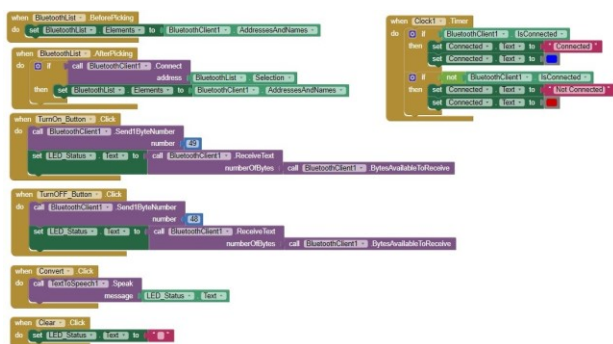 when BluetoothList .BeforePicking
do set BluetoothList . Elements to BluetoothClient1 . AddressesAndNames
when BluetoothList .AfterPicking
do if call BluetoothClient1 .Connect
address BluetoothList . Selection
then set BluetoothList . Elements to BluetoothClient1 . AddressesAndNames
when TurnOn_Button .Click
do call BluetoothClient1 .Send1ByteNumber
number 49
set LED_Status . Text to call BluetoothClient1 .ReceiveText
numberOfBytes call BluetoothClient1 .BytesAvailableToReceive
when TurnOFF_Button .Click
do call BluetoothClient1 .Send1ByteNumber
number 48
set LED_Status . Text to call BluetoothClient1 .ReceiveText
numberOfBytes call BluetoothClient1 .BytesAvailableToReceive
when Convert .Click
do call TextToSpeech1 .Speak
message LED_Status . Text
when Clear .Click
do set LED_Status . Text to " "
when Clock1 .Timer
do if BluetoothClient1 . IsConnected
then set Connected . Text to " Connected "
set Connected . Text to
if not BluetoothClient1 . IsConnected
then set Connected . Text to " Not Connected "
set Connected . Text to